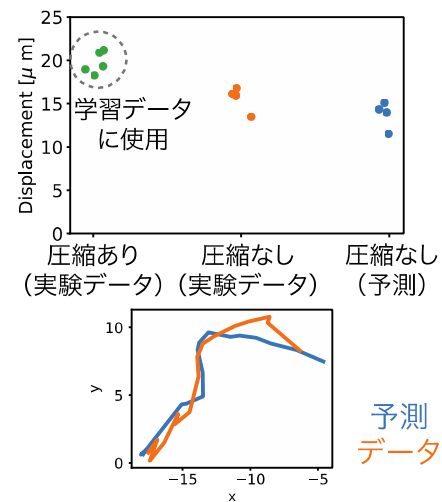 25
20
15
10
5
0
Displacement [μ m]
学習データ
に使用
圧縮あり
（実験データ）
圧縮なし
（実験データ）
圧縮なし
（予測）
10
5
0
y
−15
−10
−5
x
予測
データ